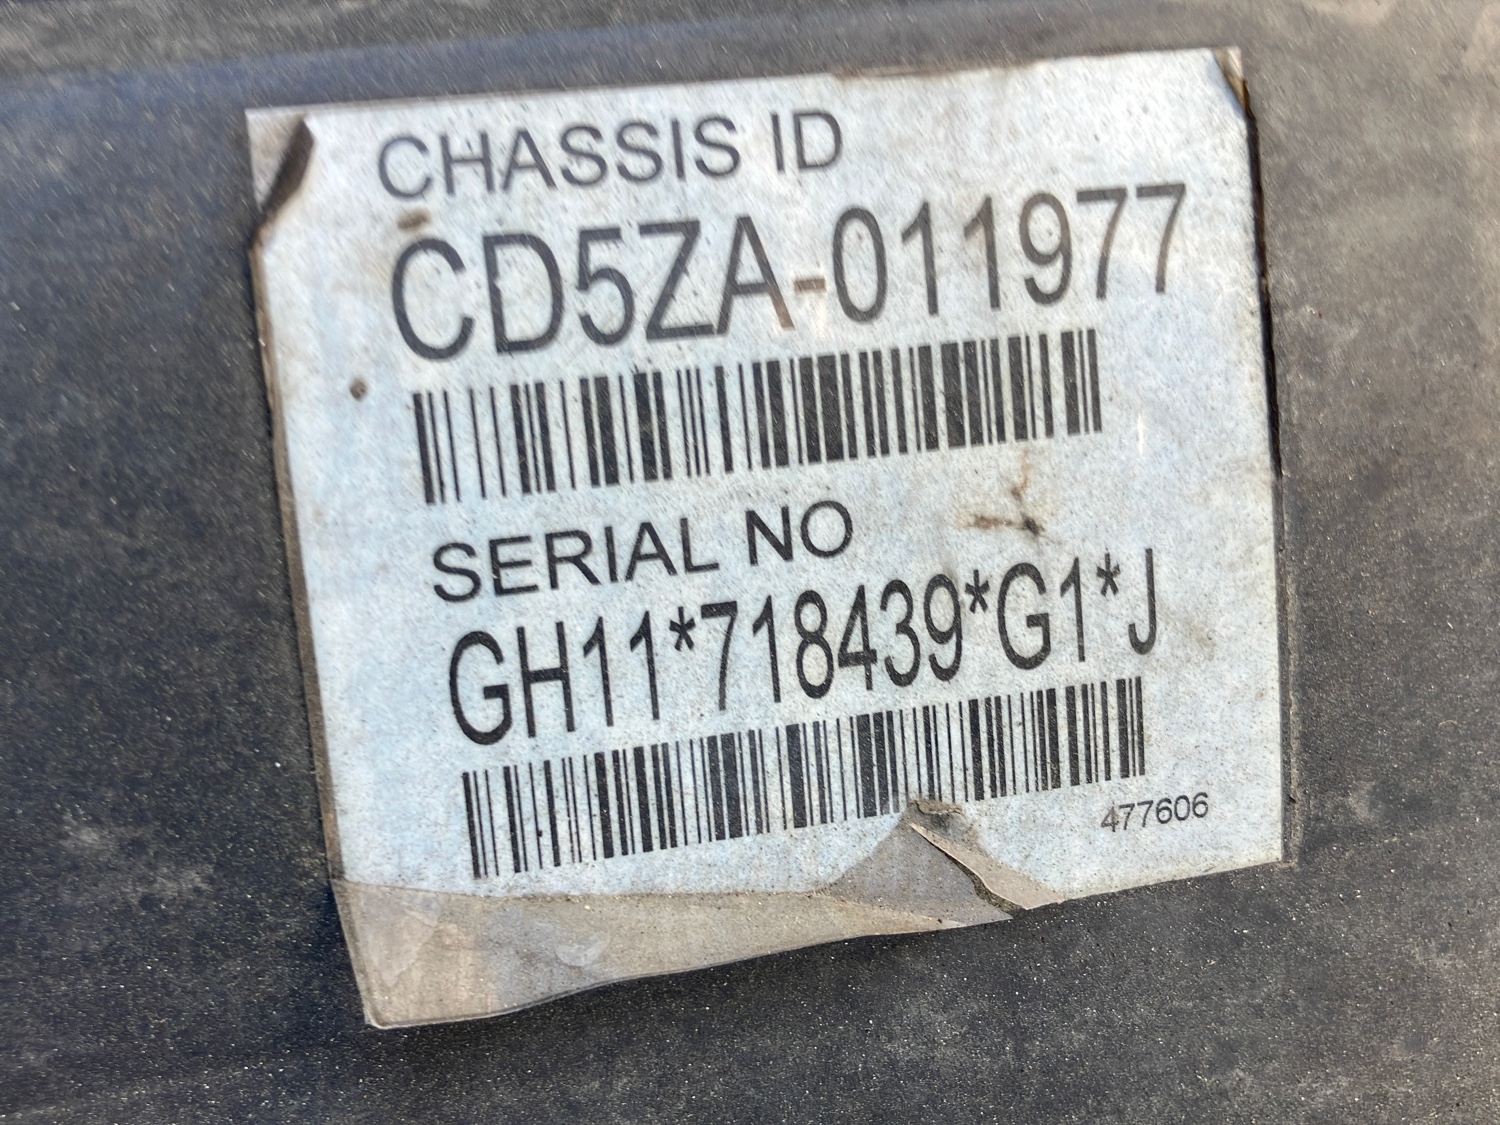 CHASSIS ID
CD5ZA-011977
SERIAL NO
GH11*718439*G1*J
477606